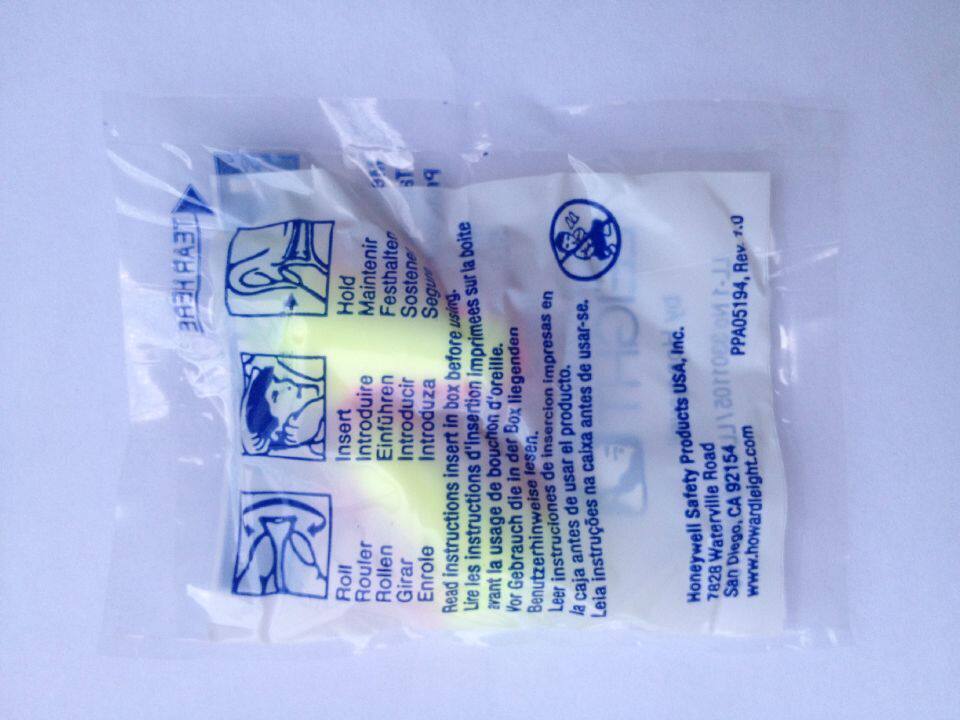 TEAR HERE
Roll
Rouler
Rollen
Girar
Enrole
Insert
Introduire
Einführen
Introducir
Introduza
Hold
Maintenir
Festhalten
Sostene
Segur
Read instructions insert in box before using.
Lire les instructions d'insertion imprimees sur la boite
avant la usage de bouchon d'oreille.
Vor Gebrauch die in der Box liegenden
Benutzerhinweise lesen.
Leer instruciones de insercion impresas en
la caja antes de usar el producto.
Leia instruções na caixa antes de usar-se.
Honeywell Safety Products USA, Inc.
7828 Waterville Road
San Diego, CA 92154
www.howardleight.com
PPA05194, Rev. 1.0